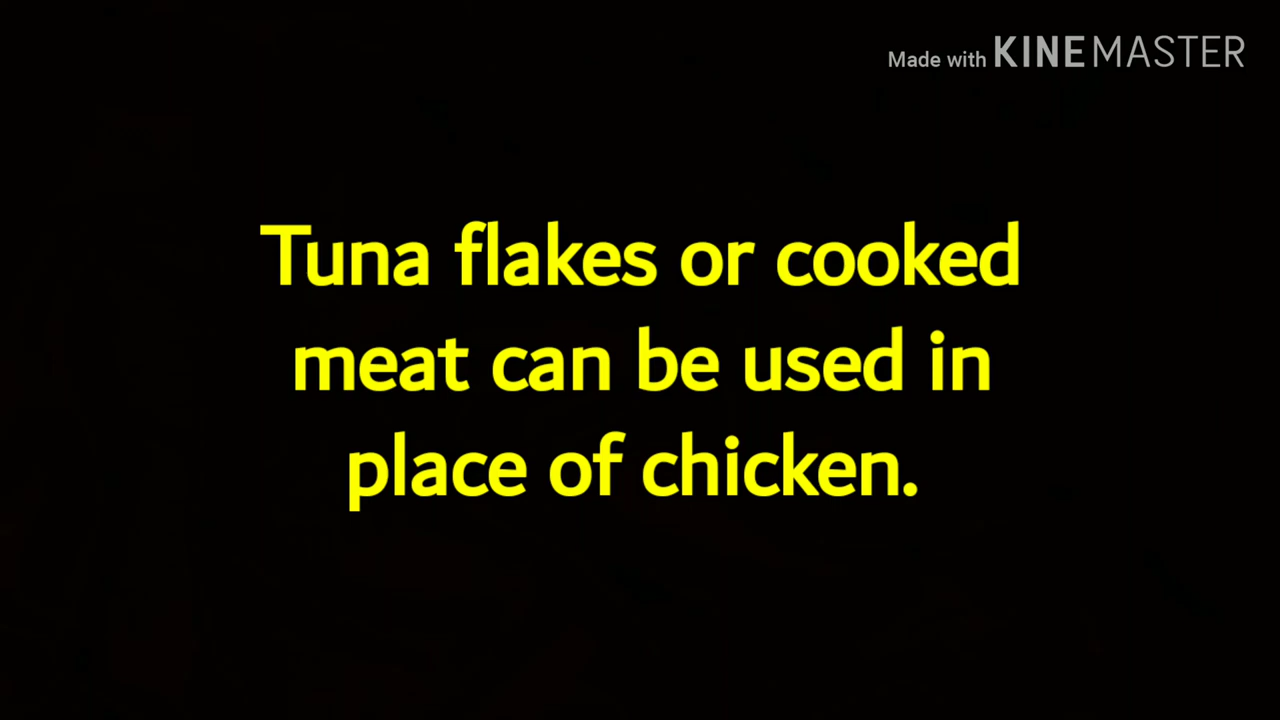 Made with KINEMASTER
Tuna flakes or cooked
meat can be used in
place of chicken.